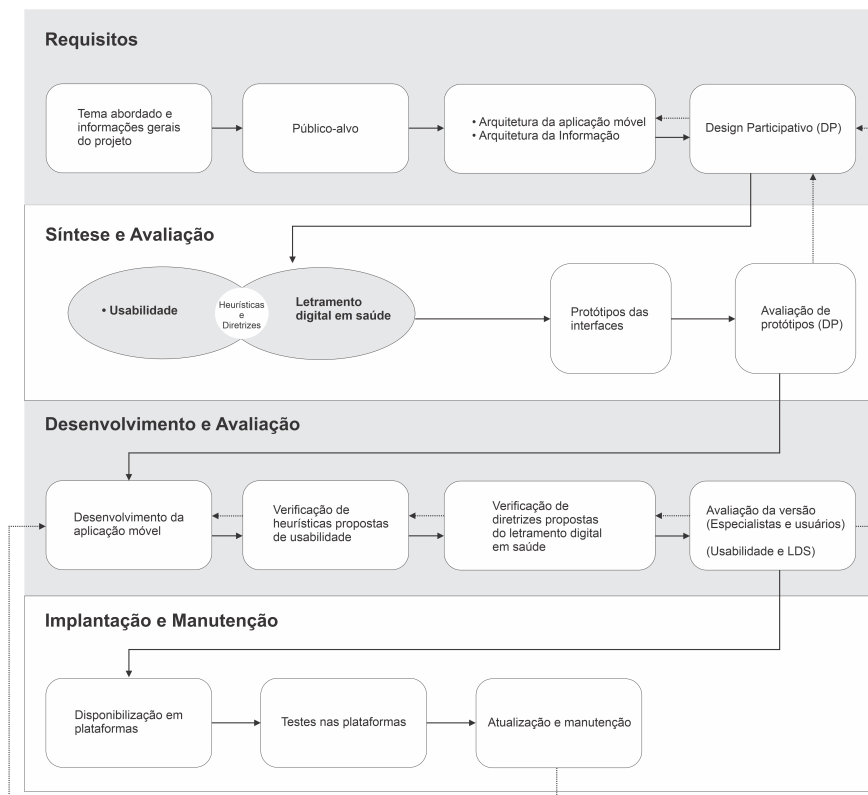 Requisitos
Tema abordado e
informações gerais
do projeto
Público-alvo
• Arquitetura da aplicação móvel
• Arquitetura da Informação
Design Participativo (DP)
Síntese e Avaliação
• Usabilidade
Heurísticas
e
Diretrizes
Letramento
digital em saúde
Protótipos das
interfaces
Avaliação de
protótipos (DP)
Desenvolvimento e Avaliação
Desenvolvimento da
aplicação móvel
Verificação de
heurísticas propostas
de usabilidade
Verificação de
diretrizes propostas
do letramento digital
em saúde
Avaliação da versão
(Especialistas e usuários)
(Usabilidade e LDS)
Implantação e Manutenção
Disponibilização em
plataformas
Testes nas plataformas
Atualização e manutenção